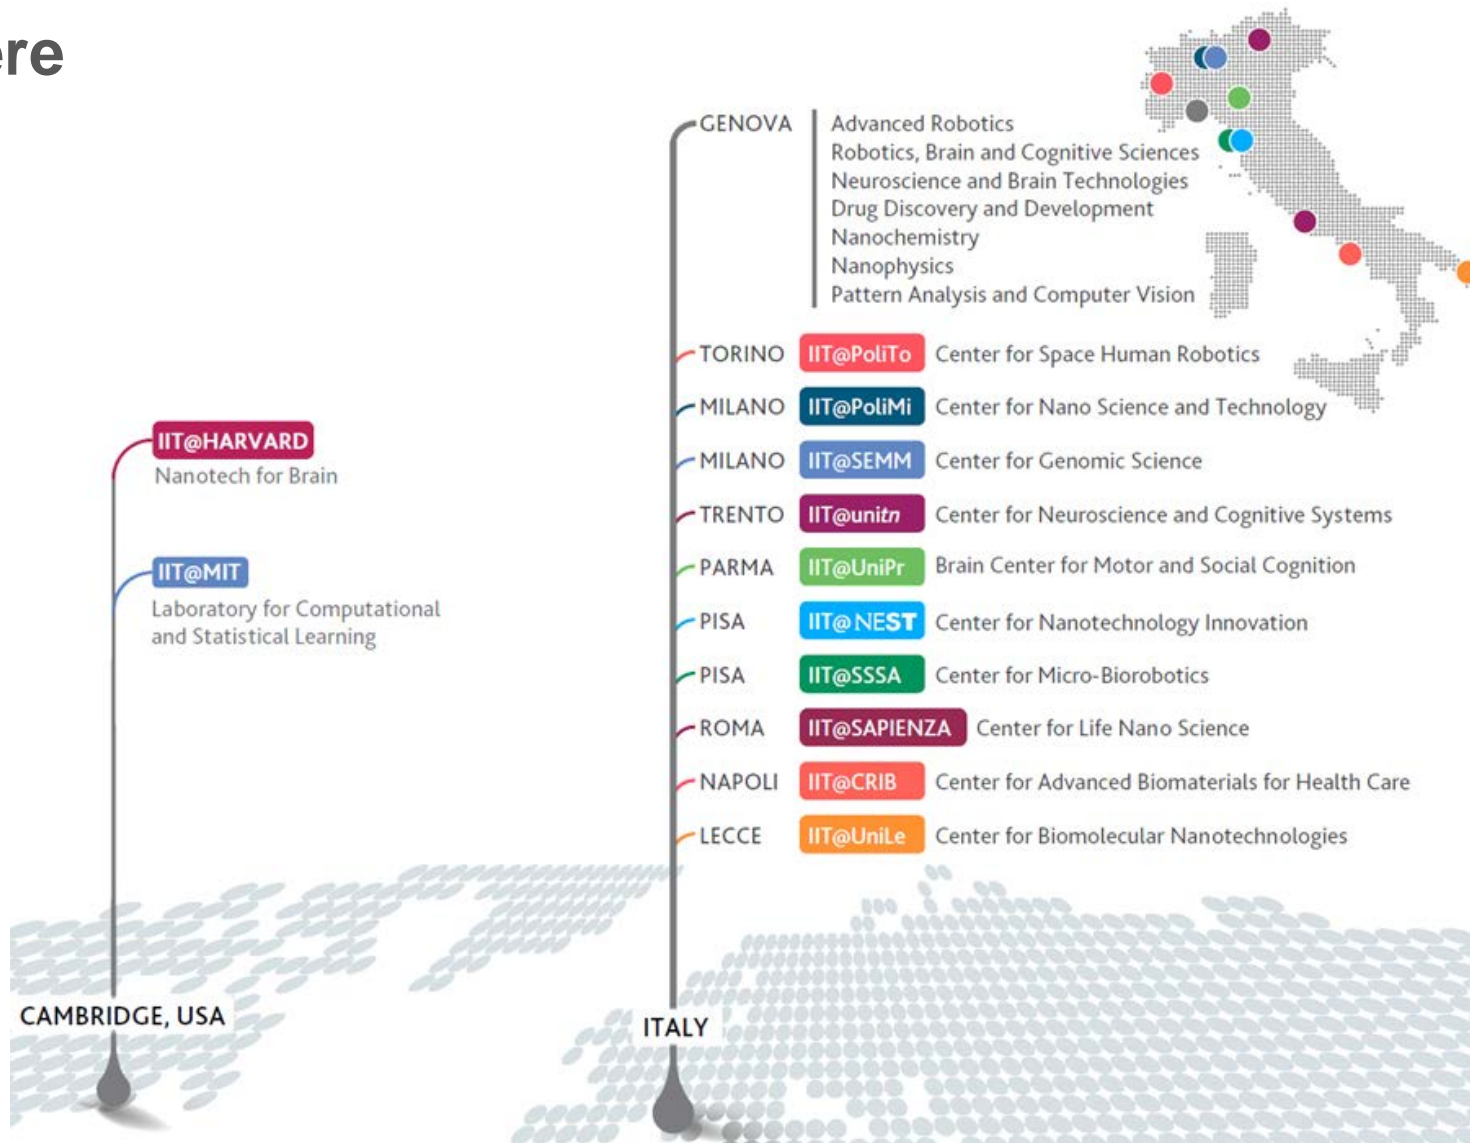 GENOVA
Advanced Robotics
Robotics, Brain and Cognitive Sciences
Neuroscience and Brain Technologies
Drug Discovery and Development
Nanochemistry
Nanophysics
Pattern Analysis and Computer Vision
TORINO IIT@PoliTo Center for Space Human Robotics
MILANO IIT@PoliMi Center for Nano Science and Technology
MILANO IIT@SEMM Center for Genomic Science
TRENTO IIT@unitn Center for Neuroscience and Cognitive Systems
PARMA IIT@UniPr Brain Center for Motor and Social Cognition
PISA IIT@NEST Center for Nanotechnology Innovation
PISA IIT@SSSA Center for Micro-Biorobotics
ROMA IIT@SAPIENZA Center for Life Nano Science
NAPOLI IIT@CRIB Center for Advanced Biomaterials for Health Care
LECCE IIT@UniLe Center for Biomolecular Nanotechnologies
ITALY
IIT@HARVARD
Nanotech for Brain
IIT@MIT
Laboratory for Computational
and Statistical Learning
CAMBRIDGE, USA